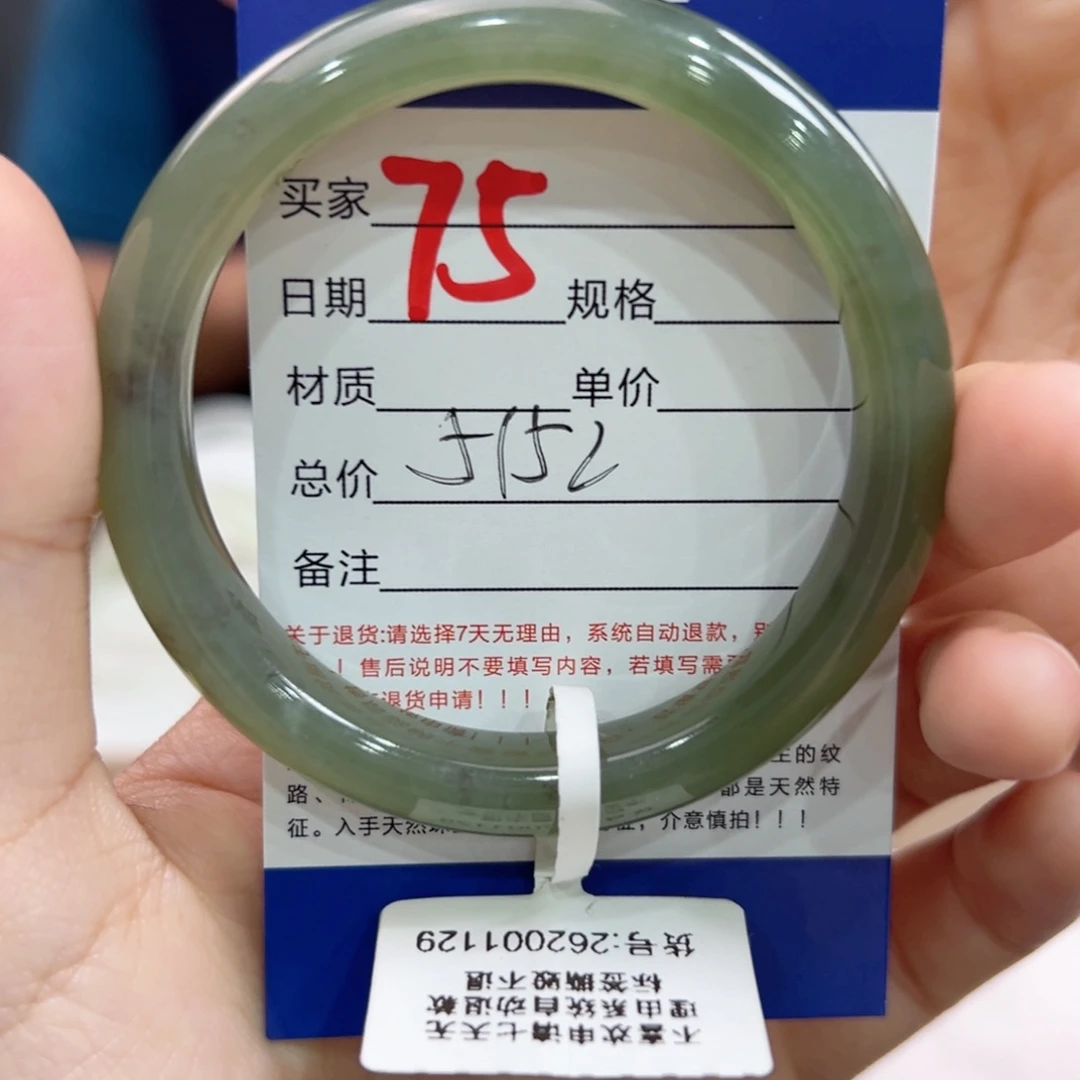 买家 75
日期 规格
材质 单价
总价 5152
备注
关于退货:请选择7天无理由，系统自动退款，
！售后说明不要填写内容，若填写需
退货申请！！！
的纹
路、
都是天然特
征。入手天然 ，介意慎拍！！！
货号:262001129
标签撕毁不退
理由系统自动退款
不喜欢申请七天无